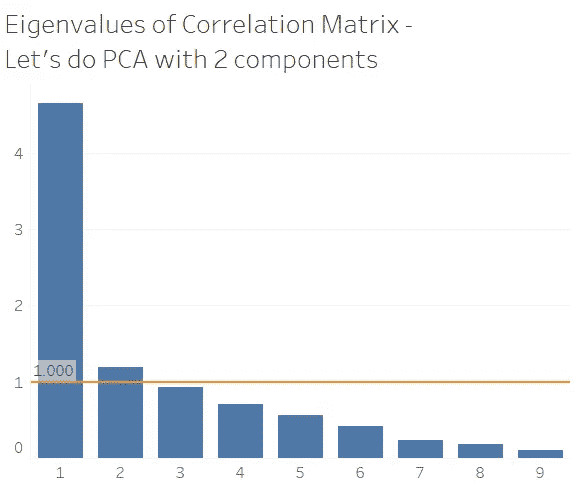 Eigenvalues of Correlation Matrix -
Let's do PCA with 2 components
4
3
2
1.000
1
0
1 2 3 4 5 6 7 8 9